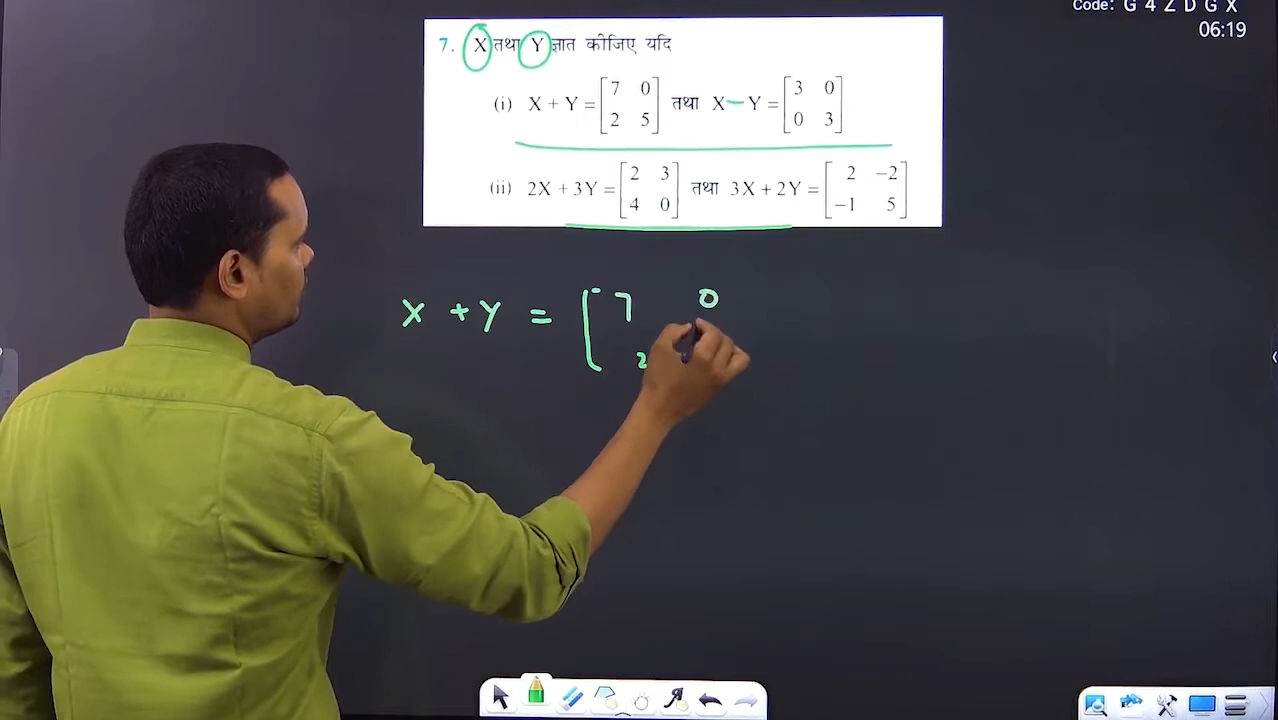 Code: G 4 Z D G X
06:19
7. X तथा Y ज्ञात कीजिए यदि
(i) X + Y = [7 0; 2 5] तथा X − Y = [3 0; 0 3]
(ii) 2X + 3Y = [2 3; 4 0] तथा 3X + 2Y = [2 −2; −1 5]
X + Y = [7 0
2